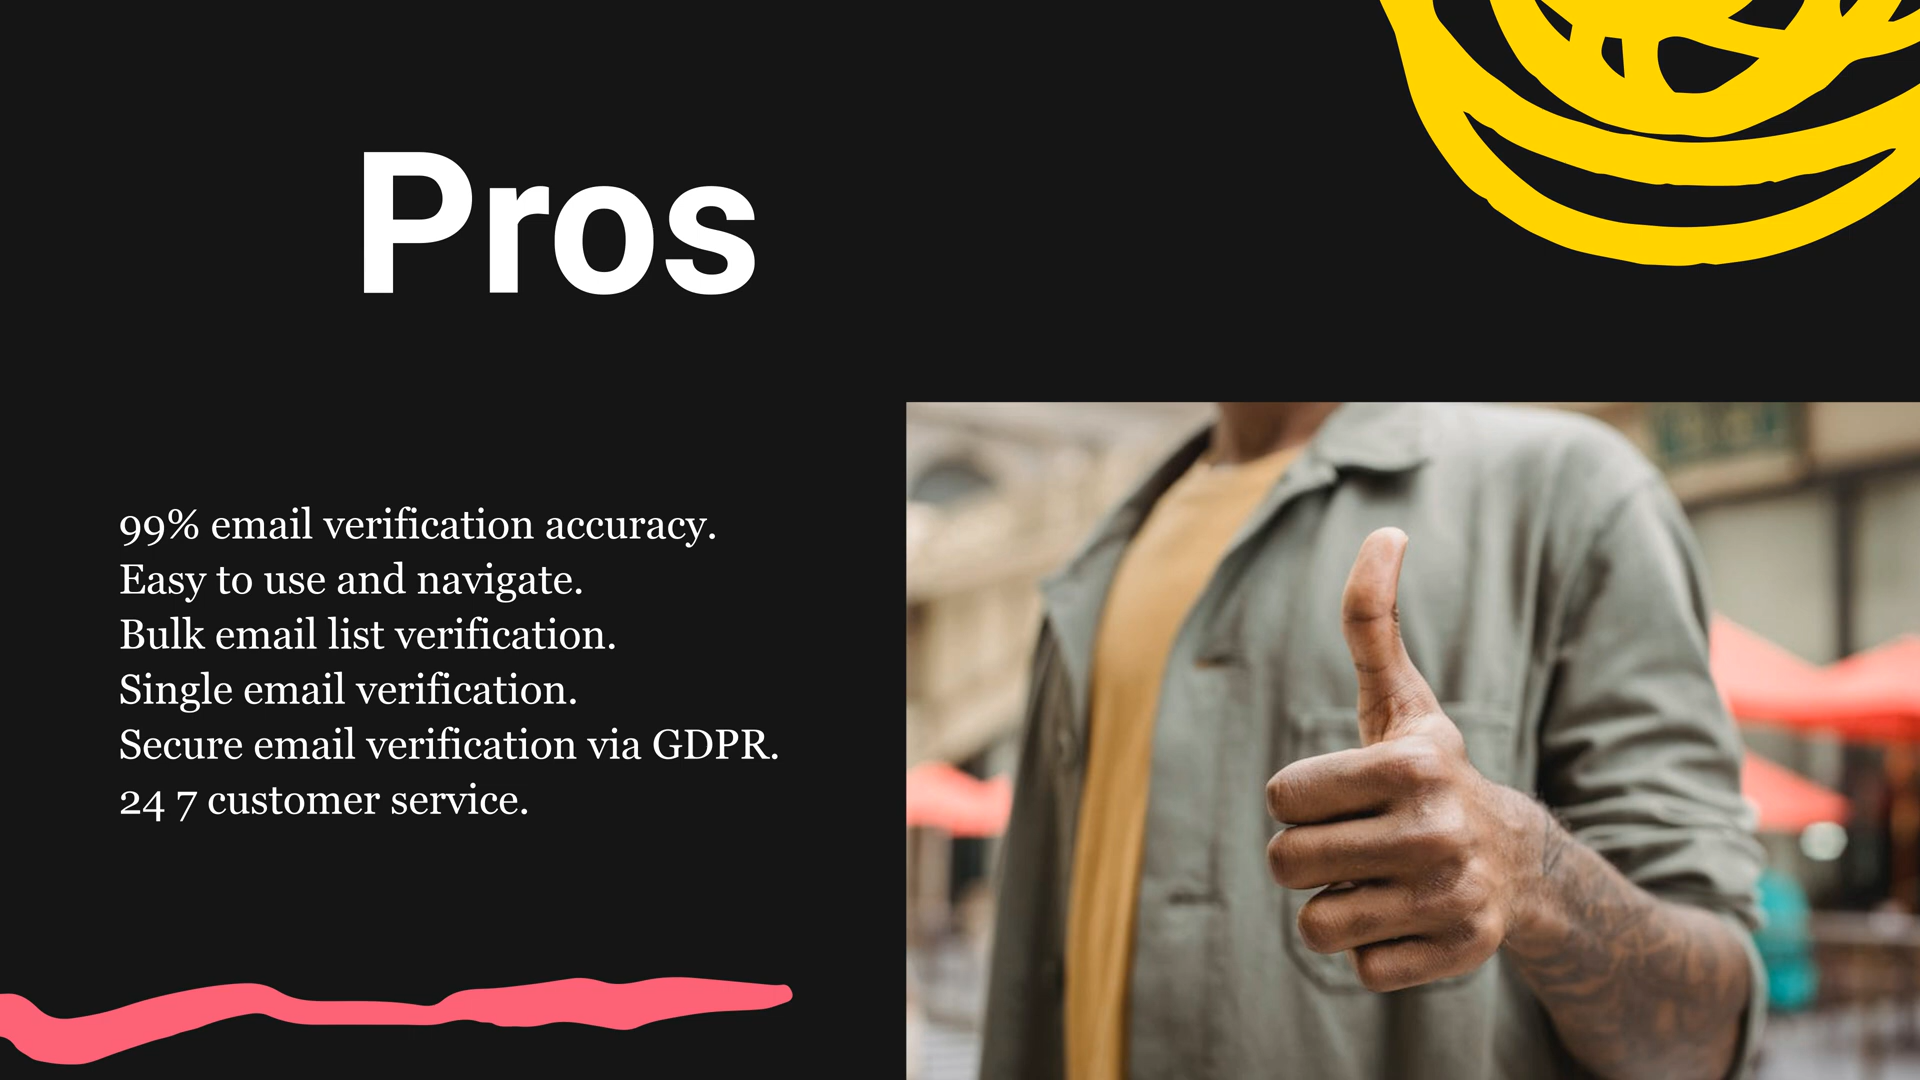 Pros
99% email verification accuracy.
Easy to use and navigate.
Bulk email list verification.
Single email verification.
Secure email verification via GDPR.
24 7 customer service.